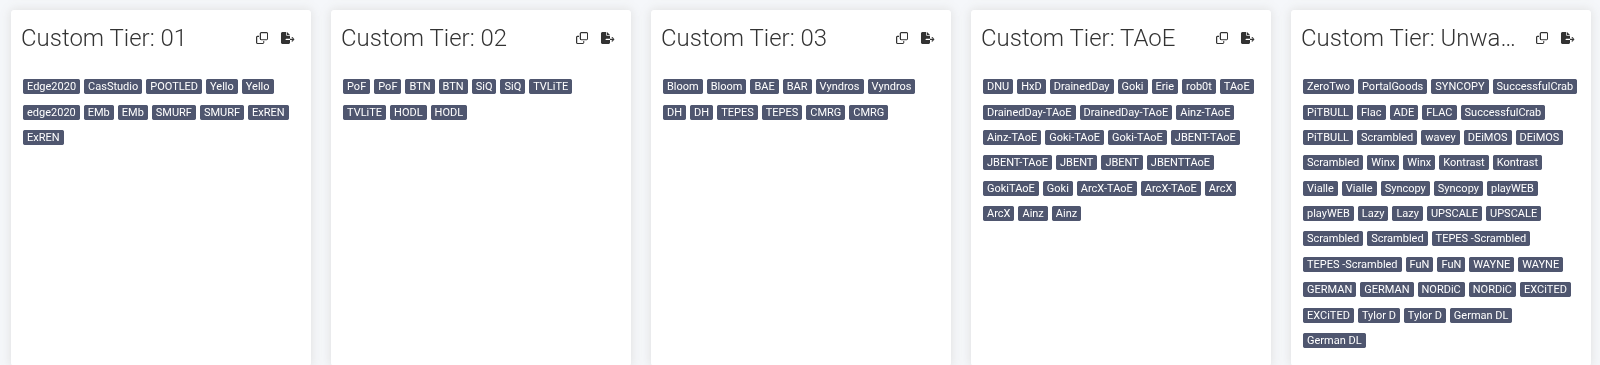 Custom Tier: 01
Edge2020 CasStudio POOTLED Yello Yello
edge2020 EMb EMb SMURF SMURF ExREN
ExREN
Custom Tier: 02
PoF PoF BTN BTN SiQ SiQ TVLiTE
TVLiTE HODL HODL
Custom Tier: 03
Bloom Bloom BAE BAR Vyndros Vyndros
DH DH TEPES TEPES CMRG CMRG
Custom Tier: TAoE
DNU HxD DrainedDay Goki Erie rob0t TAoE
DrainedDay-TAoE DrainedDay-TAoE Ainz-TAoE
Ainz-TAoE Goki-TAoE Goki-TAoE JBENT-TAoE
JBENT-TAoE JBENT JBENT JBENTTAoE
GokiTAoE Goki ArcX-TAoE ArcX-TAoE ArcX
ArcX Ainz Ainz
Custom Tier: Unwa...
ZeroTwo PortalGoods SYNCOPY SuccessfulCrab
PiTBULL Flac ADE FLAC SuccessfulCrab
PiTBULL Scrambled wavey DEiMOS DEiMOS
Scrambled Winx Winx Kontrast Kontrast
Vialle Vialle Syncopy Syncopy playWEB
playWEB Lazy Lazy UPSCALE UPSCALE
Scrambled Scrambled TEPES -Scrambled
TEPES -Scrambled FuN FuN WAYNE WAYNE
GERMAN GERMAN NORDiC NORDiC EXCiTED
EXCiTED Tylor D Tylor D German DL
German DL